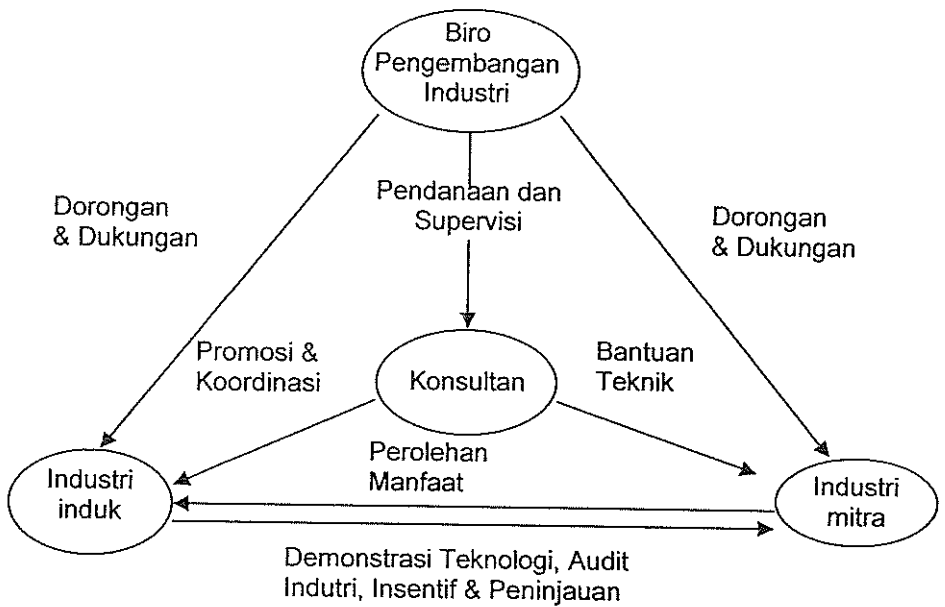 Biro
Pengembangan
Industri
Pendanaan dan
Supervisi
Dorongan
& Dukungan
Dorongan
& Dukungan
Promosi &
Koordinasi
Konsultan
Bantuan
Teknik
Perolehan
Manfaat
Industri
induk
Industri
mitra
Demonstrasi Teknologi, Audit
Indutri, Insentif & Peninjauan